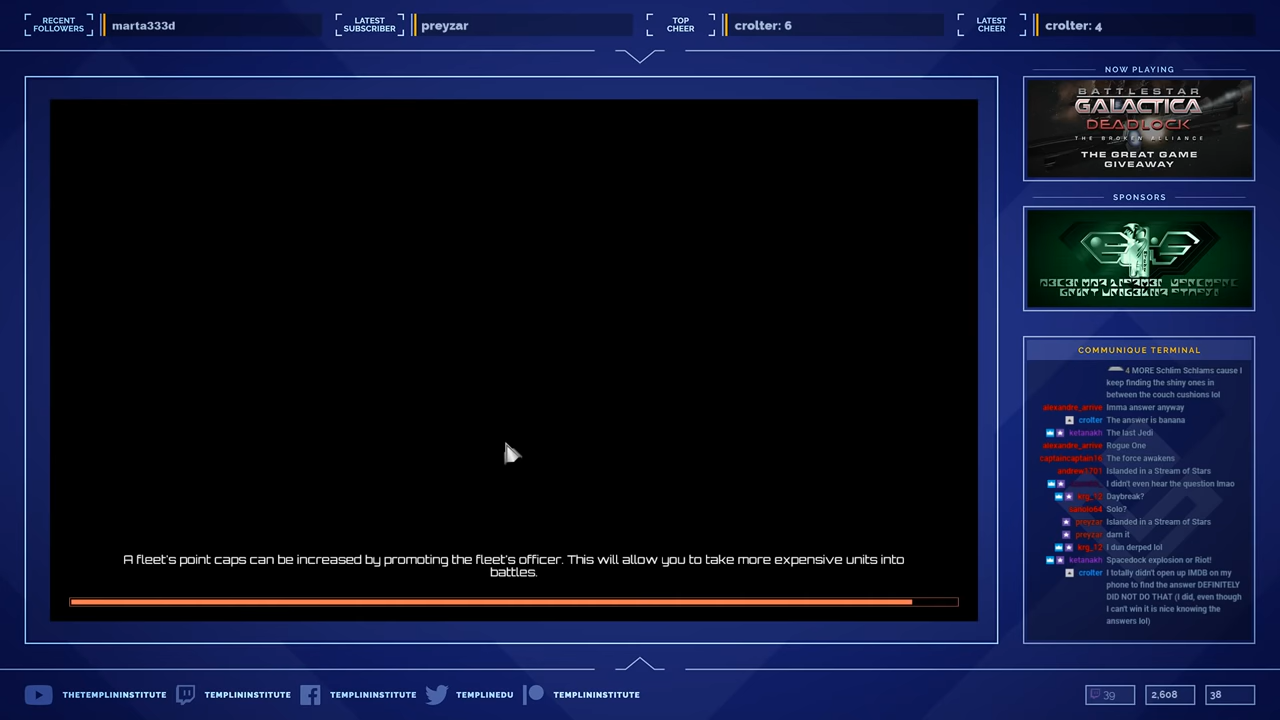 RECENT
FOLLOWERS
marta333d
LATEST
SUBSCRIBER
preyzar
TOP
CHEER
crolter: 6
LATEST
CHEER
crolter: 4
NOW PLAYING
BATTLESTAR
GALACTICA
DEADLOCK
THE BROKEN ALLIANCE
THE GREAT GAME
GIVEAWAY
SPONSORS
COMMUNIQUE TERMINAL
4 MORE Schlim Schlams cause I
keep finding the shiny ones in
between the couch cushions lol
alexandre_arrive Imma answer anyway
crolter The answer is banana
ketanakh The last Jedi
alexandre_arrive Rogue One
captaincaptain16 The force awakens
andrew1701 Islanded in a Stream of Stars
I didn't even hear the question lmao
krg_12 Daybreak?
Solo?
preyzar Islanded in a Stream of Stars
preyzar darn it
krg_12 I dun derped lol
ketanakh Spacedock explosion or Riot!
crolter I totally didn't open up IMDB on my
phone to find the answer DEFINITELY
DID NOT DO THAT (I did, even though
I can't win it is nice knowing the
answers lol)
A fleet's point caps can be increased by promoting the fleet's officer. This will allow you to take more expensive units into
battles.
THETEMPLININSTITUTE
TEMPLININSTITUTE
TEMPLININSTITUTE
TEMPLINEDU
TEMPLININSTITUTE
39
2,608
38